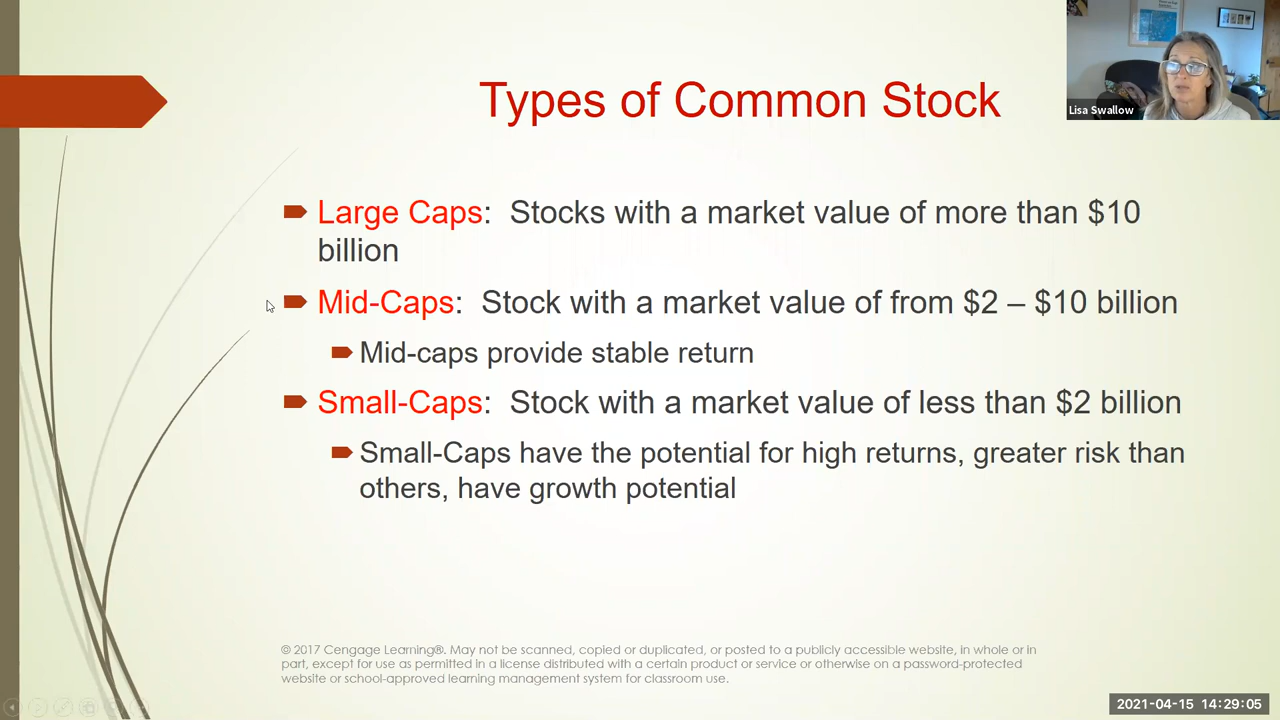 Types of Common Stock
Lisa Swallow
Large Caps:  Stocks with a market value of more than $10
billion
Mid-Caps:  Stock with a market value of from $2 – $10 billion
Mid-caps provide stable return
Small-Caps:  Stock with a market value of less than $2 billion
Small-Caps have the potential for high returns, greater risk than
others, have growth potential
© 2017 Cengage Learning®. May not be scanned, copied or duplicated, or posted to a publicly accessible website, in whole or in
part, except for use as permitted in a license distributed with a certain product or service or otherwise on a password-protected
website or school-approved learning management system for classroom use.
2021-04-15 14:29:05